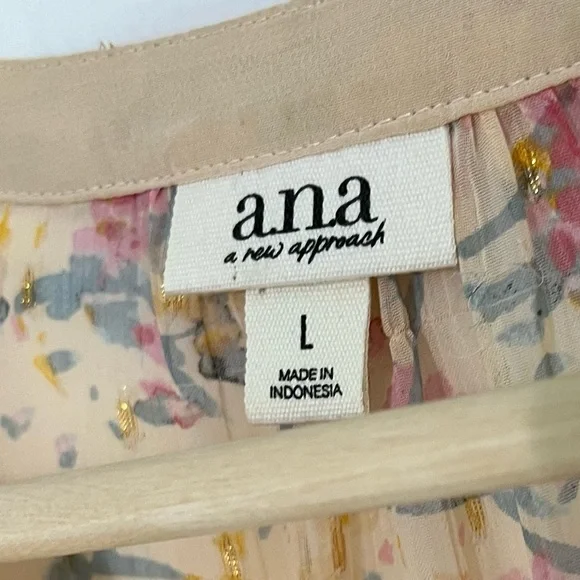 a.n.a
a new approach
L
MADE IN
INDONESIA